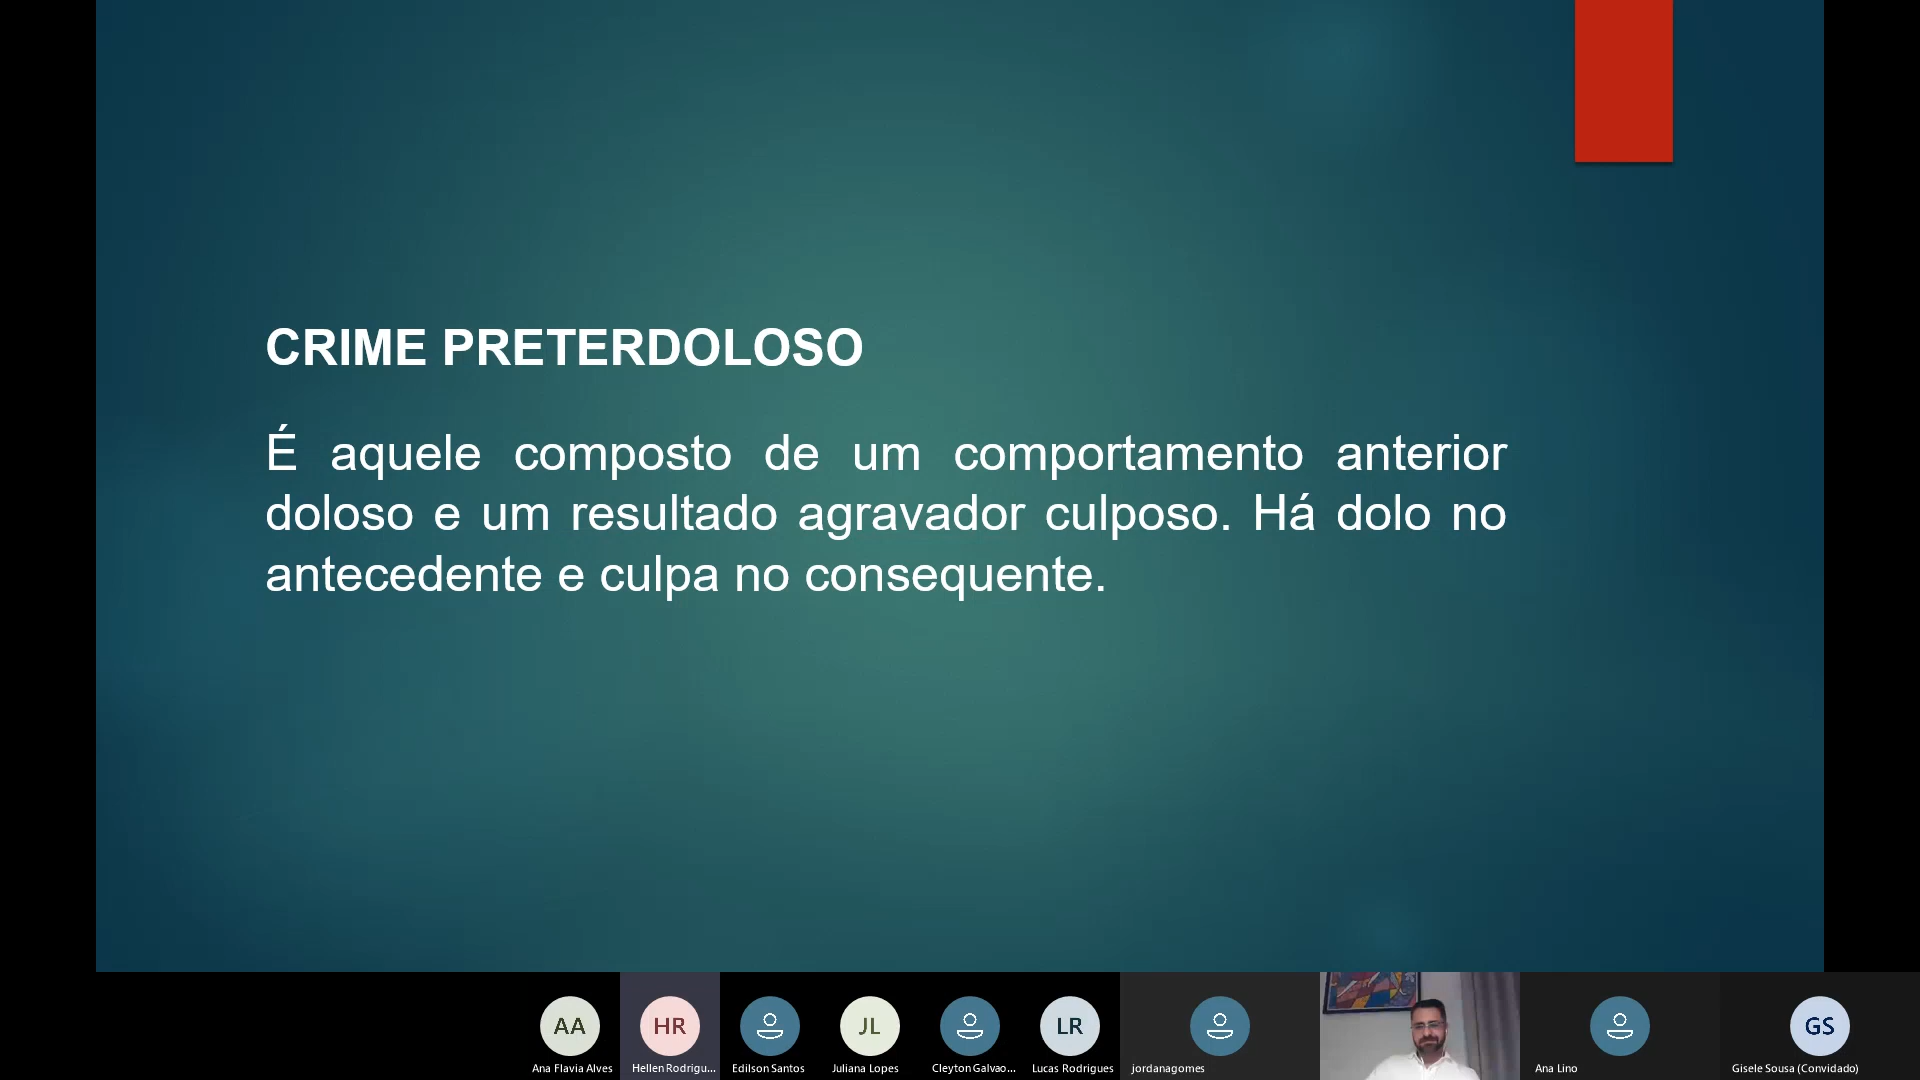 CRIME PRETERDOLOSO
É aquele composto de um comportamento anterior
doloso e um resultado agravador culposo. Há dolo no
antecedente e culpa no consequente.
AA
HR
JL
LR
GS
Ana Flavia Alves
Hellen Rodrigu...
Edilson Santos
Juliana Lopes
Cleyton Galvao...
Lucas Rodrigues
jordanagomes
Ana Lino
Gisele Sousa (Convidado)